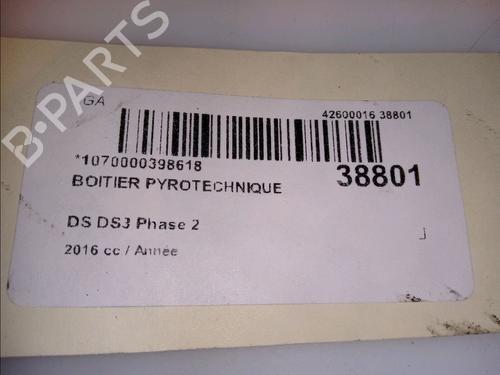 GA
42600016 38801
*1070000398618
38801
BOITIER PYROTECHNIQUE
DS DS3 Phase 2
2016 cc / Année
B-PARTS